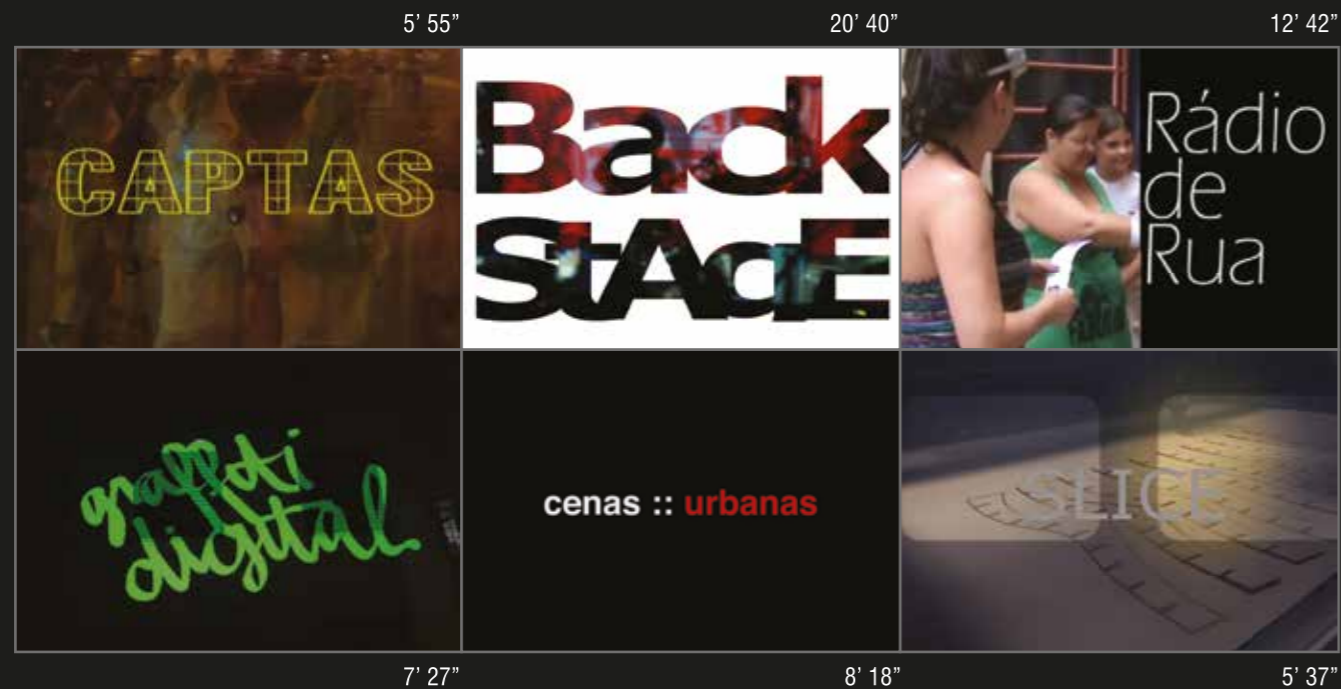 5’ 55”
20’ 40”
12’ 42”
CAPTAS
Back
StAgE
Rádio
de
Rua
graffiti
digital
cenas :: urbanas
SLICE
7’ 27”
8’ 18”
5’ 37”